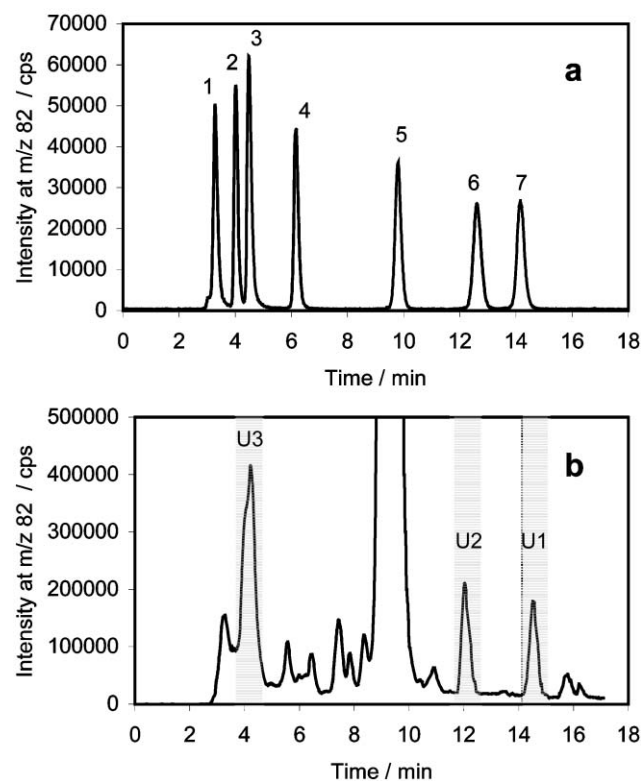 70000
60000
50000
40000
30000
20000
10000
0
Intensity at m/z 82 / cps
1
2
3
4
5
6
7
a
0 2 4 6 8 10 12 14 16 18
Time / min
500000
400000
300000
200000
100000
0
Intensity at m/z 82 / cps
U3
U2
U1
b
0 2 4 6 8 10 12 14 16 18
Time / min